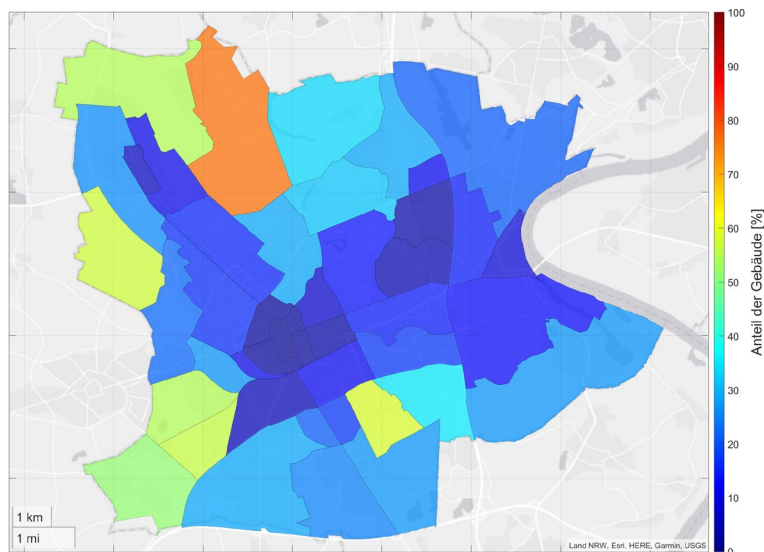 100
90
80
70
60
50
40
30
20
10
0
Anteil der Gebäude [%]
1 km
1 mi
Land NRW, Esri, HERE, Garmin, USGS